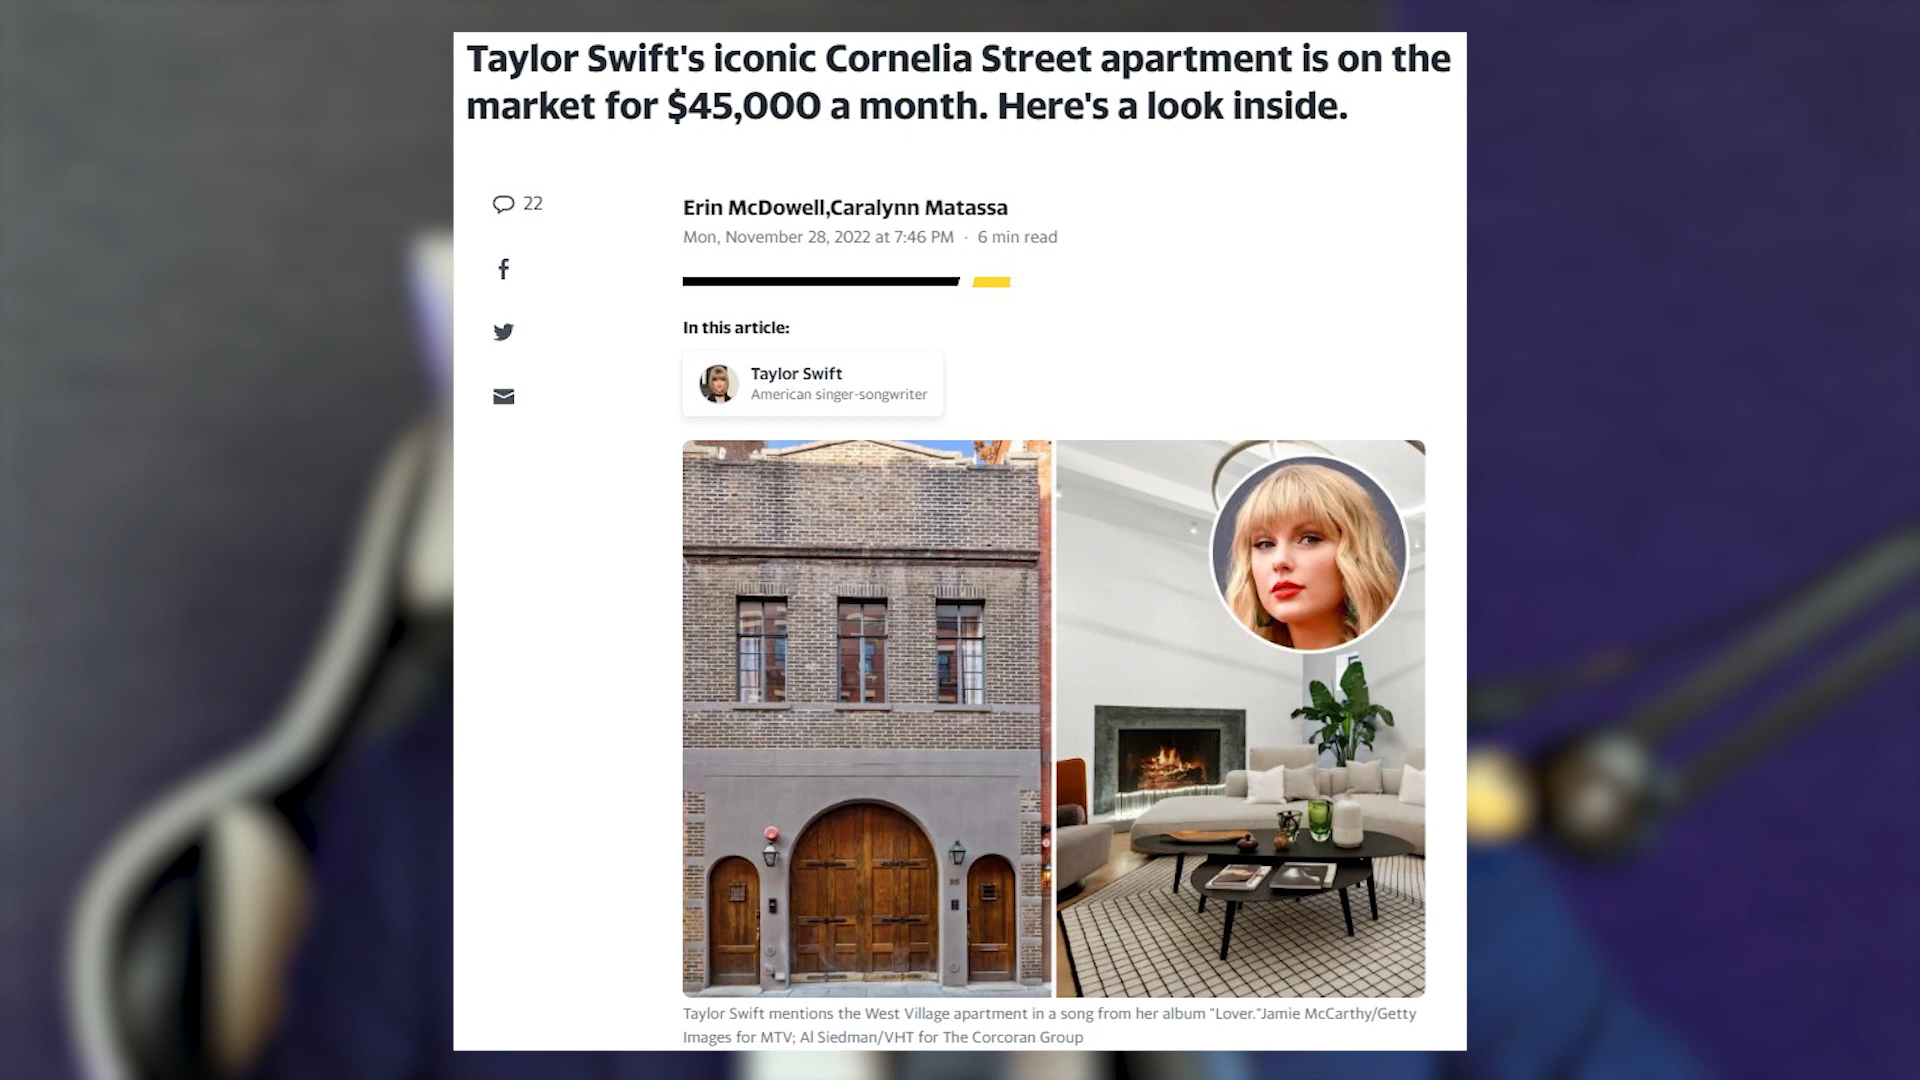 Taylor Swift's iconic Cornelia Street apartment is on the
market for $45,000 a month. Here's a look inside.
22
Erin McDowell,Caralynn Matassa
Mon, November 28, 2022 at 7:46 PM · 6 min read
In this article:
Taylor Swift
American singer-songwriter
Taylor Swift mentions the West Village apartment in a song from her album "Lover."Jamie McCarthy/Getty
Images for MTV; Al Siedman/VHT for The Corcoran Group